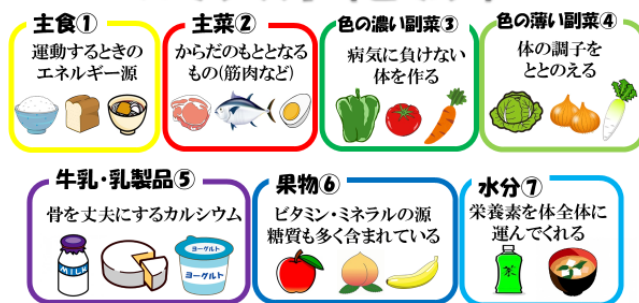 主食①
運動するときの
エネルギー源
主菜②
からだのもととなる
もの(筋肉など)
色の濃い副菜③
病気に負けない
体を作る
色の薄い副菜④
体の調子を
ととのえる
牛乳・乳製品⑤
骨を丈夫にするカルシウム
MILK
ヨーグルト
ヨーグルト
果物⑥
ビタミン・ミネラルの源
糖質も多く含まれている
水分⑦
栄養素を体全体に
運んでくれる
茶